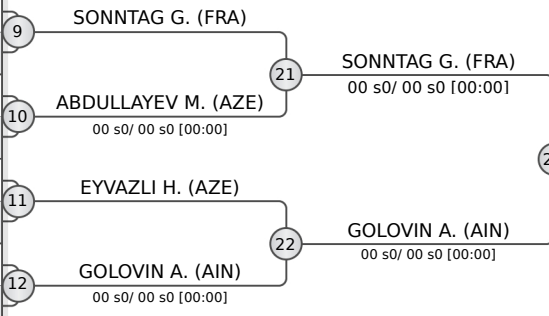 SONNTAG G. (FRA)
9
21
SONNTAG G. (FRA)
00 s0/ 00 s0 [00:00]
ABDULLAYEV M. (AZE)
10
00 s0/ 00 s0 [00:00]
EYVAZLI H. (AZE)
11
22
GOLOVIN A. (AIN)
00 s0/ 00 s0 [00:00]
GOLOVIN A. (AIN)
12
00 s0/ 00 s0 [00:00]